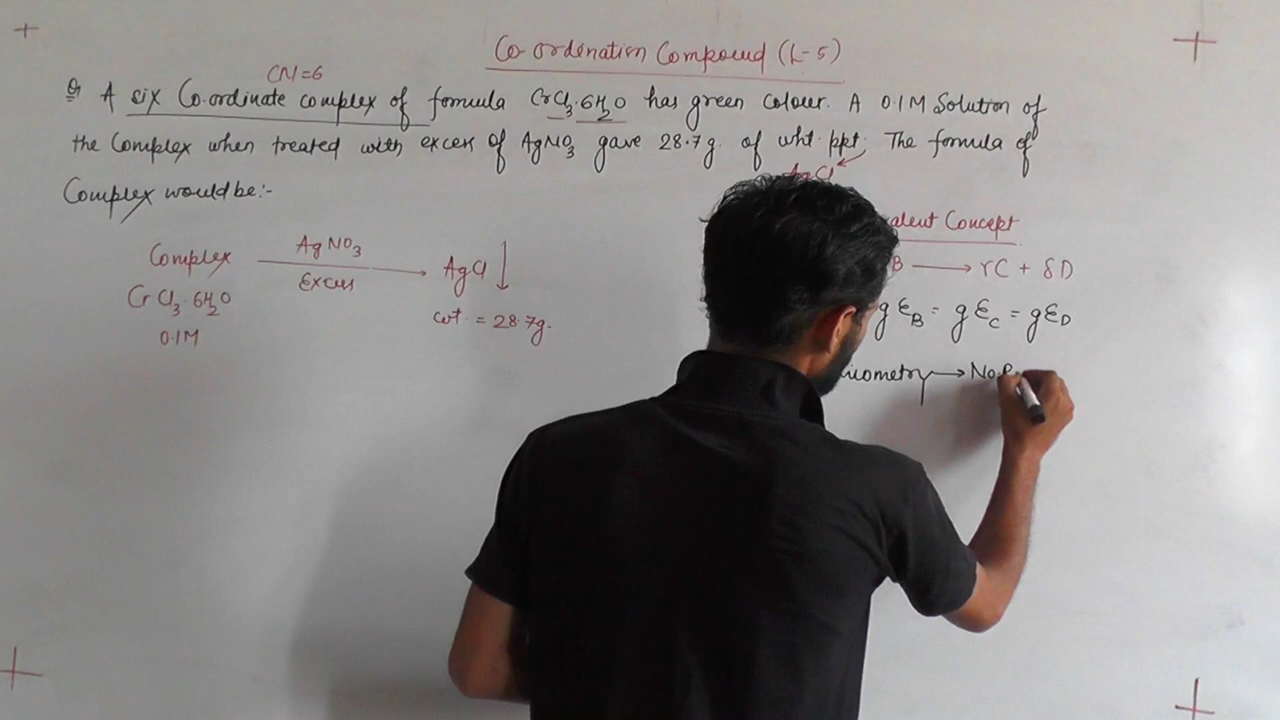 Co-ordination Compound (L-5)
CN=6
Q A six Co-ordinate complex of formula CrCl3.6H2O has green colour. A 0.1M Solution of
the Complex when treated with excess of AgNO3 gave 28.7g. of wht. ppt. The formula of
AgCl
Complex would be:-
Complex AgNO3 Excess AgCl ↓
CrCl3.6H2O wt. = 28.7g.
0.1M
Concept
B → rC + δD
gEB = gEC = gED
→ No